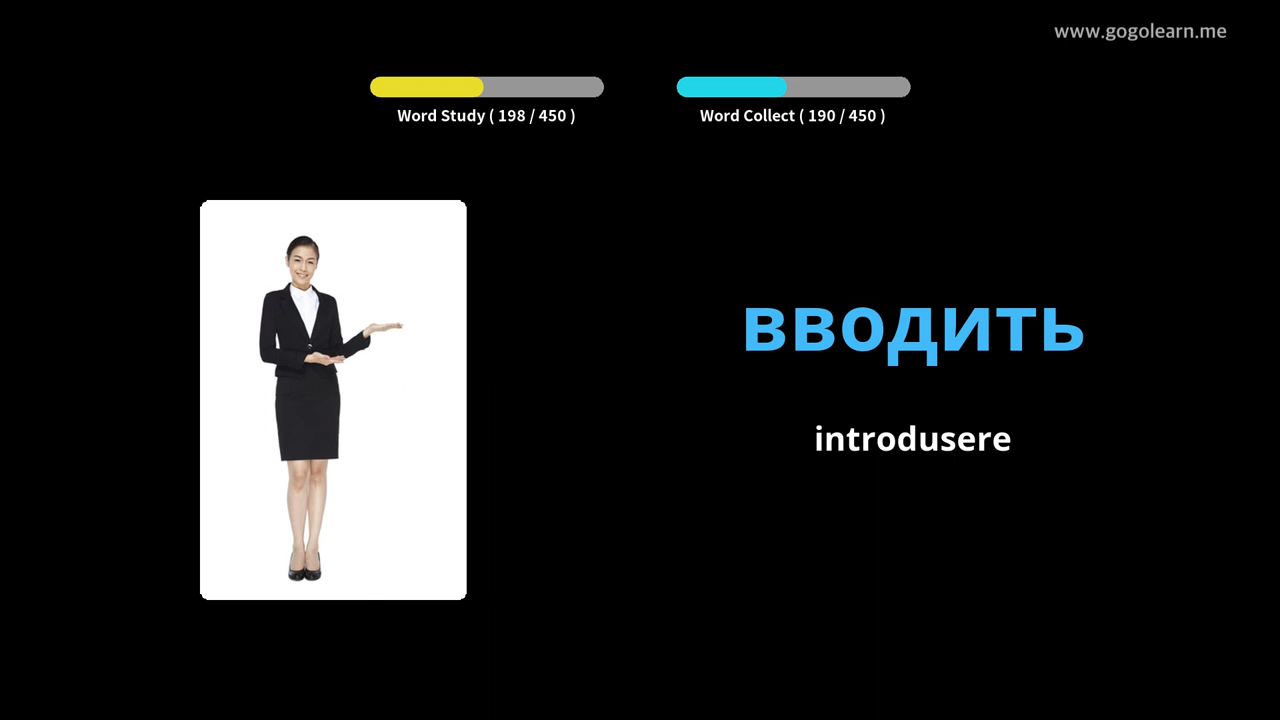 www.gogolearn.me
Word Study ( 198 / 450 )
Word Collect ( 190 / 450 )
вводить
introdusere